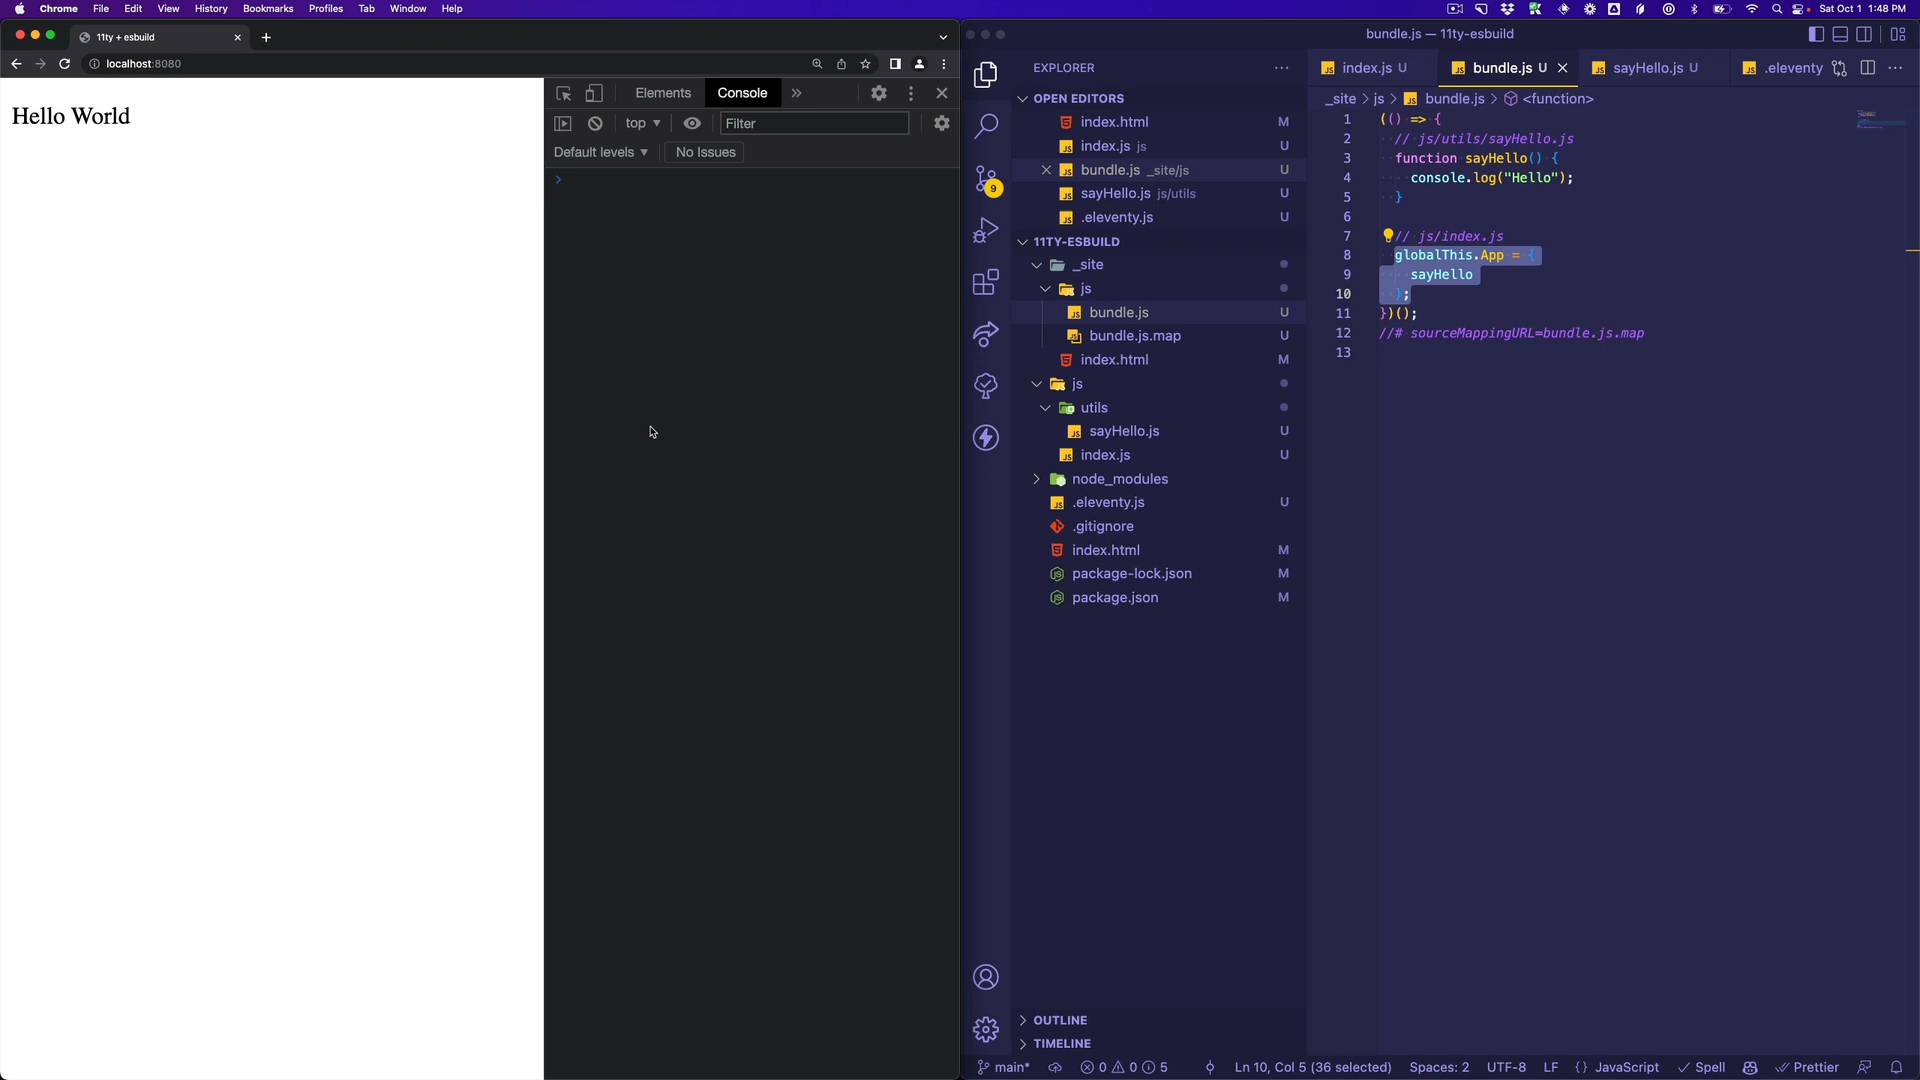 Chrome File Edit View History Bookmarks Profiles Tab Window Help
Sat Oct 1 1:48 PM
11ty + esbuild
localhost:8080
Hello World
Elements Console
top Filter
Default levels No Issues
bundle.js — 11ty-esbuild
EXPLORER
OPEN EDITORS
index.html M
index.js js U
bundle.js _site/js U
sayHello.js js/utils U
.eleventy.js U
11TY-ESBUILD
_site
js
bundle.js U
bundle.js.map U
index.html M
js
utils
sayHello.js U
index.js U
node_modules
.eleventy.js U
.gitignore
index.html M
package-lock.json M
package.json M
OUTLINE
TIMELINE
9
index.js U bundle.js U sayHello.js U .eleventy
_site > js > bundle.js > <function>
1 (() => {
2 // js/utils/sayHello.js
3 function sayHello() {
4 console.log("Hello");
5 }
6
7 // js/index.js
8 globalThis.App = {
9 sayHello
10 };
11 })();
12 //# sourceMappingURL=bundle.js.map
13
main* 0 0 5 Ln 10, Col 5 (36 selected) Spaces: 2 UTF-8 LF {} JavaScript Spell Prettier